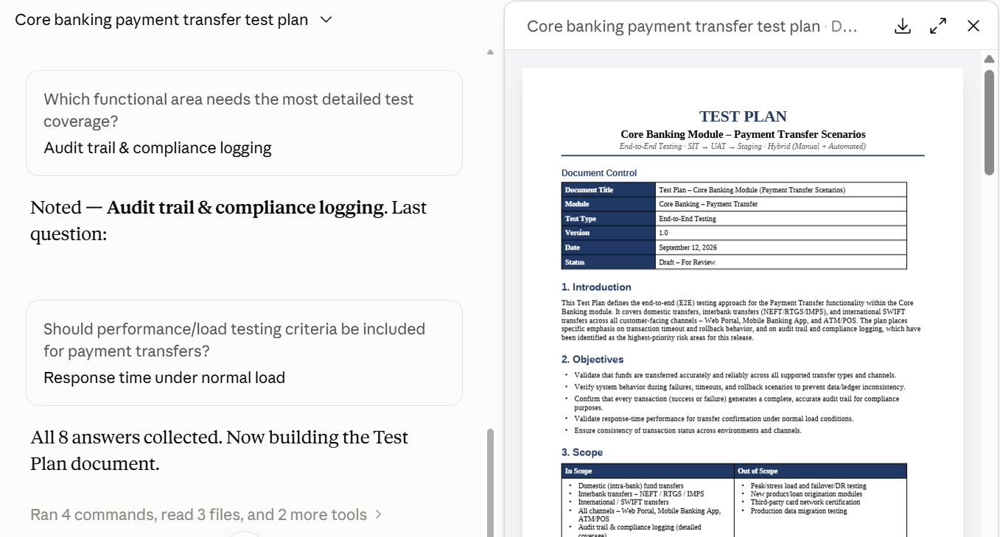 Core banking payment transfer test plan
Which functional area needs the most detailed test
coverage?
Audit trail & compliance logging
Noted — Audit trail & compliance logging. Last
question:
Should performance/load testing criteria be included
for payment transfers?
Response time under normal load
All 8 answers collected. Now building the Test
Plan document.
Ran 4 commands, read 3 files, and 2 more tools
Core banking payment transfer test plan · D...
TEST PLAN
Core Banking Module – Payment Transfer Scenarios
End-to-End Testing · SIT → UAT → Staging · Hybrid (Manual + Automated)
Document Control
Document Title Test Plan – Core Banking Module (Payment Transfer Scenarios)
Module Core Banking – Payment Transfer
Test Type End-to-End Testing
Version 1.0
Date September 12, 2026
Status Draft – For Review
1. Introduction
This Test Plan defines the end-to-end (E2E) testing approach for the Payment Transfer functionality within the Core
Banking module. It covers domestic transfers, interbank transfers (NEFT/RTGS/IMPS), and international SWIFT
transfers across all customer-facing channels – Web Portal, Mobile Banking App, and ATM/POS. The plan places
specific emphasis on transaction timeout and rollback behavior, and on audit trail and compliance logging, which have
been identified as the highest-priority risk areas for this release.
2. Objectives
• Validate that funds are transferred accurately and reliably across all supported transfer types and channels.
• Verify system behavior during failures, timeouts, and rollback scenarios to prevent data/ledger inconsistency.
• Confirm that every transaction (success or failure) generates a complete, accurate audit trail for compliance
purposes.
• Validate response-time performance for transfer confirmation under normal load conditions.
• Ensure consistency of transaction status across environments and channels.
3. Scope
In Scope
• Domestic (intra-bank) fund transfers
• Interbank transfers – NEFT / RTGS / IMPS
• International / SWIFT transfers
• All channels – Web Portal, Mobile Banking App,
ATM/POS
• Audit trail & compliance logging (detailed
coverage)
Out of Scope
• Peak/stress load and failover/DR testing
• New product/loan origination modules
• Third-party card network certification
• Production data migration testing